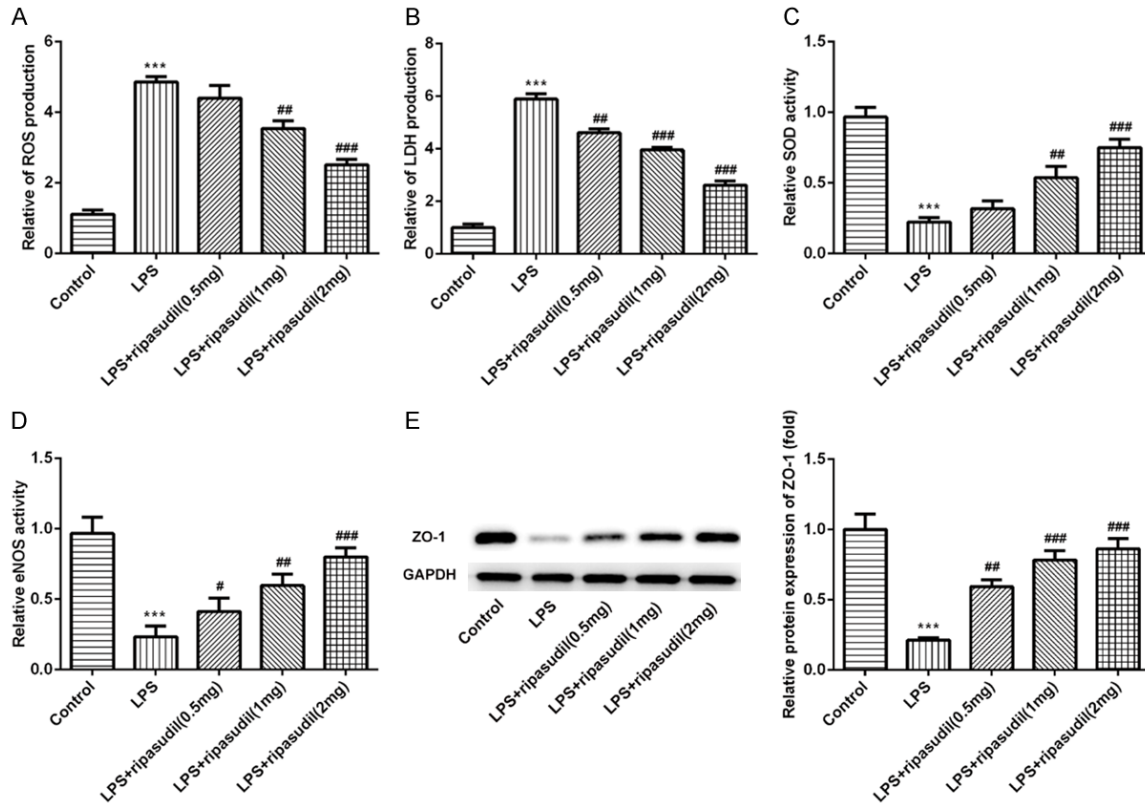 A
Relative of ROS production
6
4
2
0
***
##
###
Control
LPS
LPS+ripasudil(0.5mg)
LPS+ripasudil(1mg)
LPS+ripasudil(2mg)
B
Relative of LDH production
8
6
4
2
0
***
##
###
###
Control
LPS
LPS+ripasudil(0.5mg)
LPS+ripasudil(1mg)
LPS+ripasudil(2mg)
C
Relative SOD activity
1.5
1.0
0.5
0.0
***
##
###
Control
LPS
LPS+ripasudil(0.5mg)
LPS+ripasudil(1mg)
LPS+ripasudil(2mg)
D
Relative eNOS activity
1.5
1.0
0.5
0.0
***
#
##
###
Control
LPS
LPS+ripasudil(0.5mg)
LPS+ripasudil(1mg)
LPS+ripasudil(2mg)
E
ZO-1
GAPDH
Control
LPS
LPS+ripasudil(0.5mg)
LPS+ripasudil(1mg)
LPS+ripasudil(2mg)
Relative protein expression of ZO-1 (fold)
1.5
1.0
0.5
0.0
***
##
###
###
Control
LPS
LPS+ripasudil(0.5mg)
LPS+ripasudil(1mg)
LPS+ripasudil(2mg)